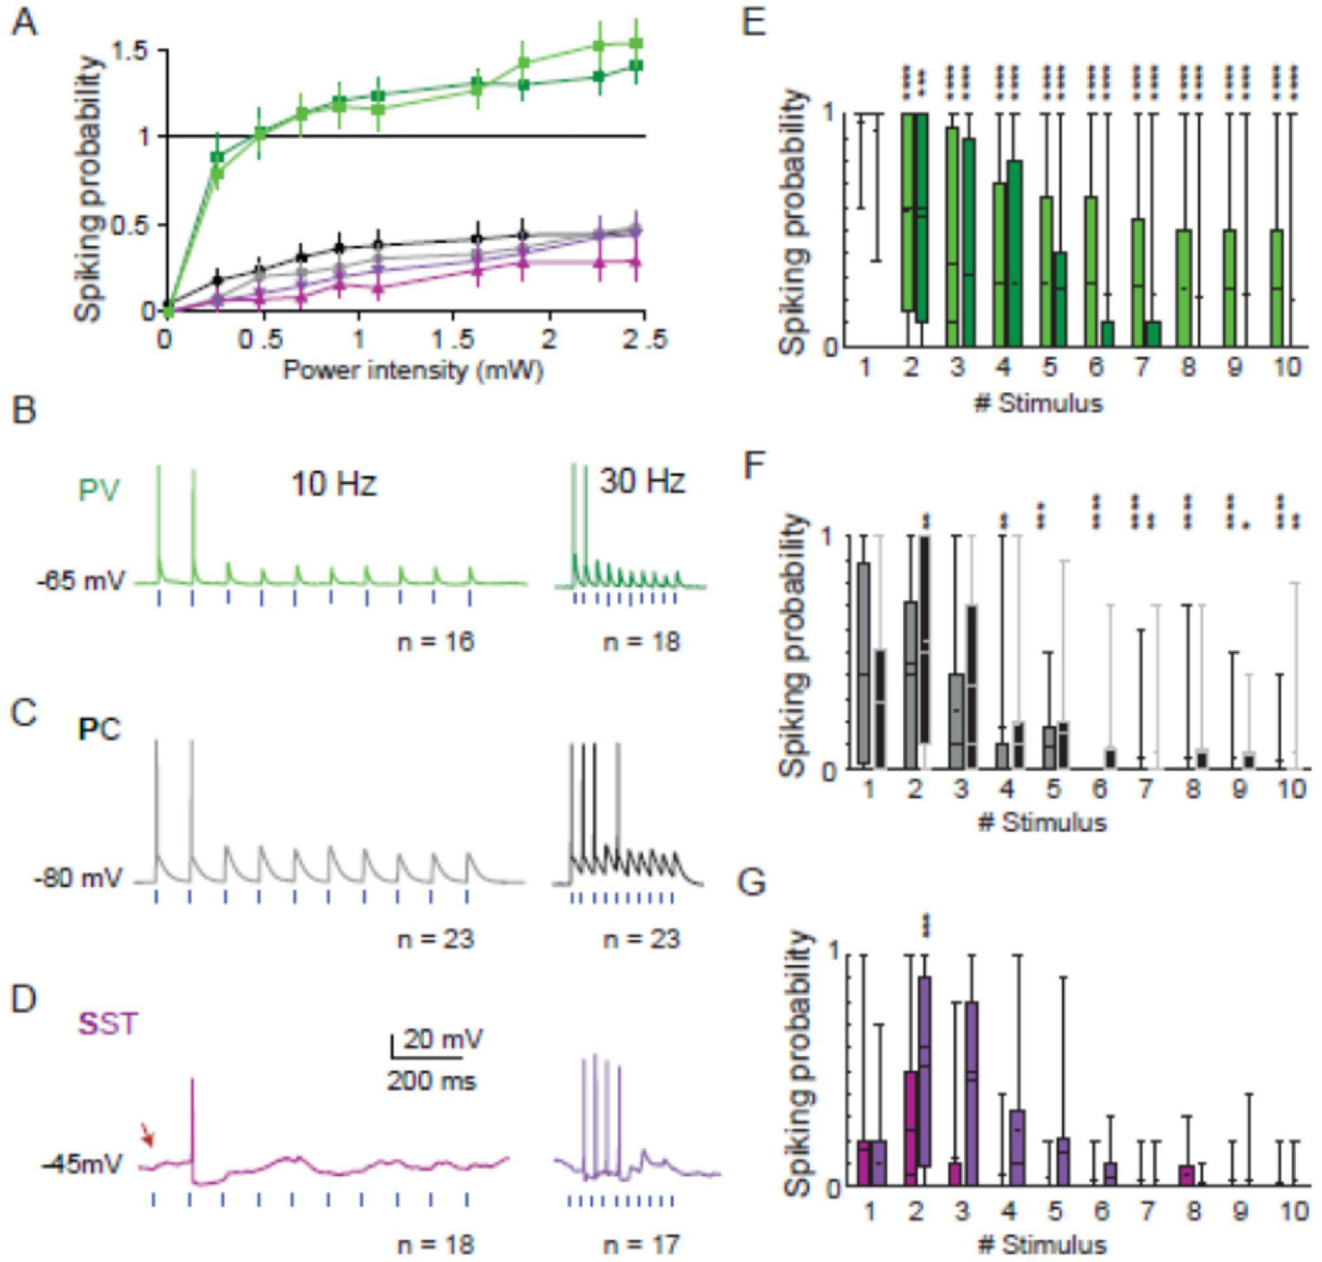 A
Spiking probability
1.5
1
0.5
0
0 0.5 1 1.5 2 2.5
Power intensity (mW)
B
PV
10 Hz
30 Hz
-65 mV
n = 16
n = 18
C
PC
-80 mV
n = 23
n = 23
D
SST
20 mV
200 ms
-45mV
n = 18
n = 17
E
**** *** **** **** **** **** **** **** **** **** **** **** **** **** **** **** **** ****
Spiking probability
1
0
1 2 3 4 5 6 7 8 9 10
# Stimulus
F
** ** *** **** **** ** **** **** * **** **
Spiking probability
1
0
1 2 3 4 5 6 7 8 9 10
# Stimulus
G
***
Spiking probability
1
0
1 2 3 4 5 6 7 8 9 10
# Stimulus